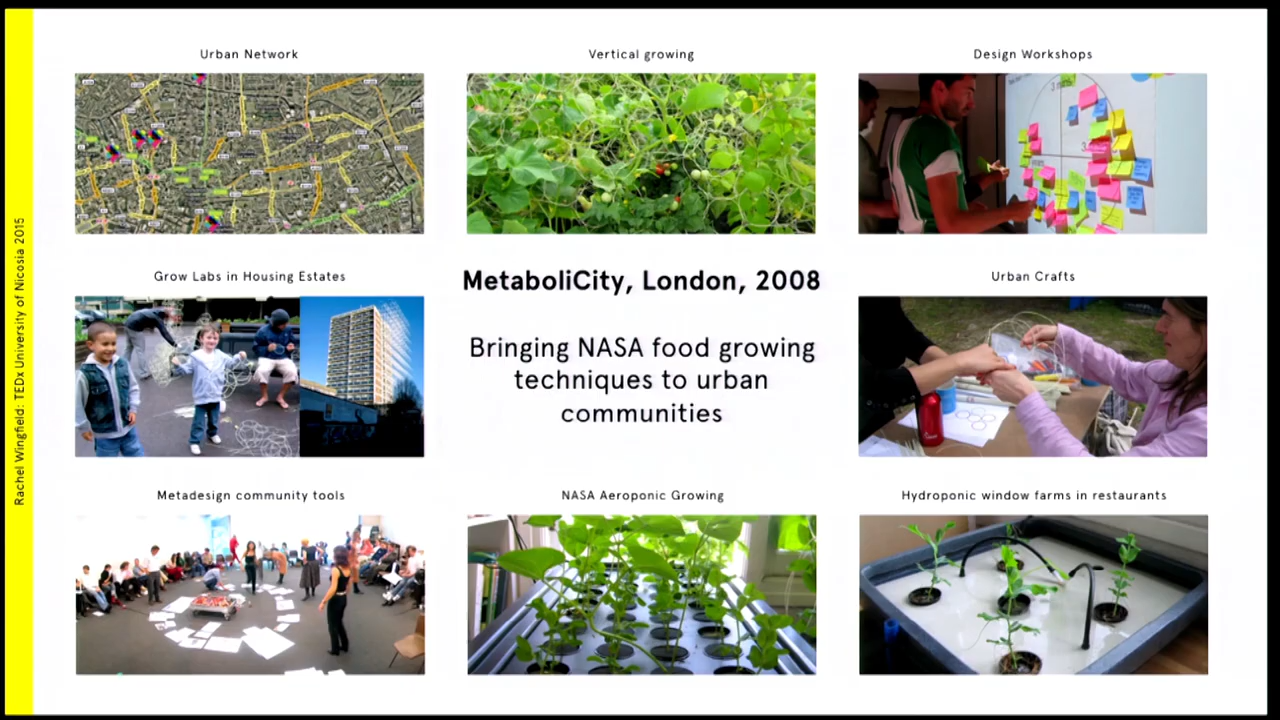 Urban Network
Vertical growing
Design Workshops
Grow Labs in Housing Estates
MetaboliCity, London, 2008
Urban Crafts
Bringing NASA food growing
techniques to urban
communities
Metadesign community tools
NASA Aeroponic Growing
Hydroponic window farms in restaurants
Rachel Wingfield: TEDx University of Nicosia 2015